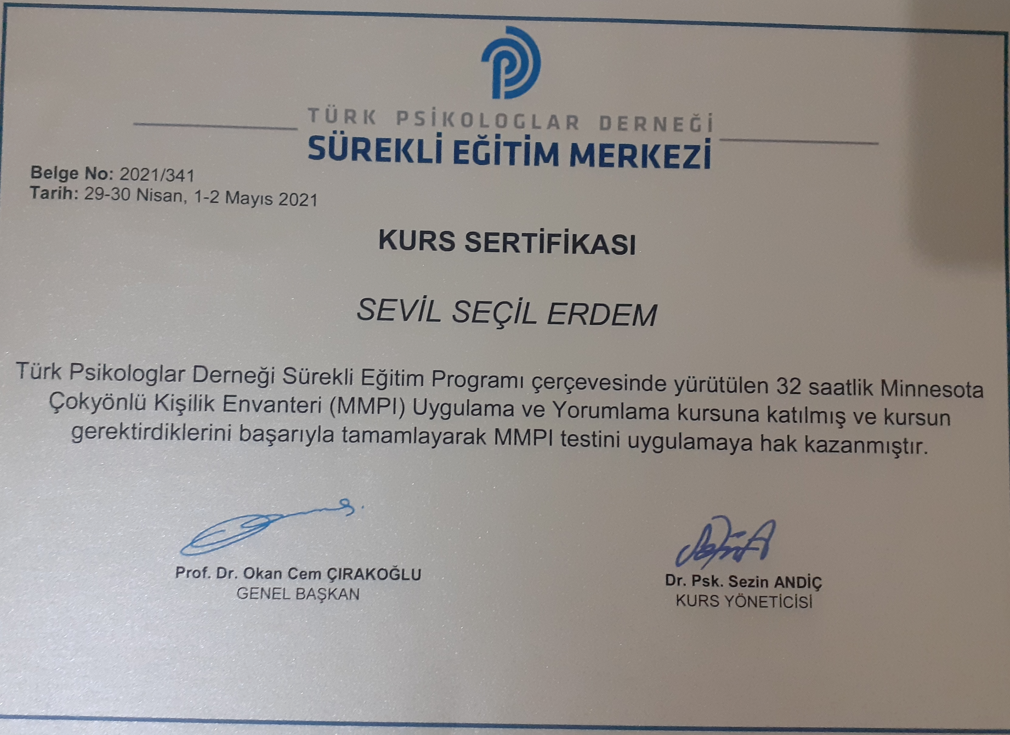 TÜRK PSİKOLOGLAR DERNEĞİ
SÜREKLİ EĞİTİM MERKEZİ
Belge No: 2021/341
Tarih: 29-30 Nisan, 1-2 Mayıs 2021
KURS SERTİFİKASI
SEVİL SEÇİL ERDEM
Türk Psikologlar Derneği Sürekli Eğitim Programı çerçevesinde yürütülen 32 saatlik Minnesota
Çokyönlü Kişilik Envanteri (MMPI) Uygulama ve Yorumlama kursuna katılmış ve kursun
gerektirdiklerini başarıyla tamamlayarak MMPI testini uygulamaya hak kazanmıştır.
Prof. Dr. Okan Cem ÇIRAKOĞLU
GENEL BAŞKAN
Dr. Psk. Sezin ANDİÇ
KURS YÖNETİCİSİ